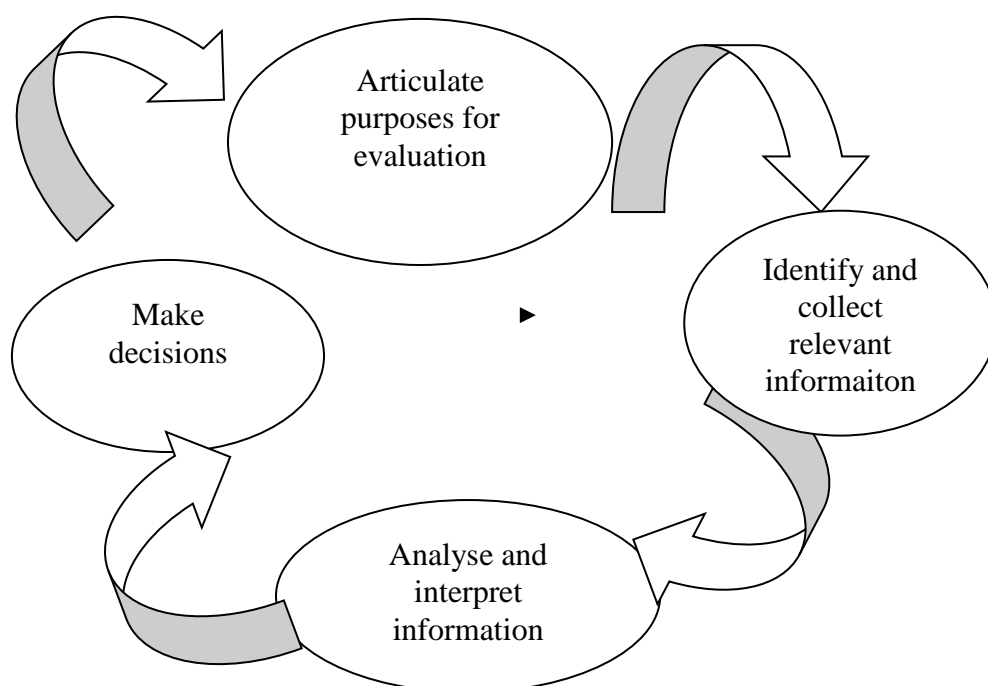 Articulate
purposes for
evaluation
Identify and
collect
relevant
informaiton
Analyse and
interpret
information
Make
decisions